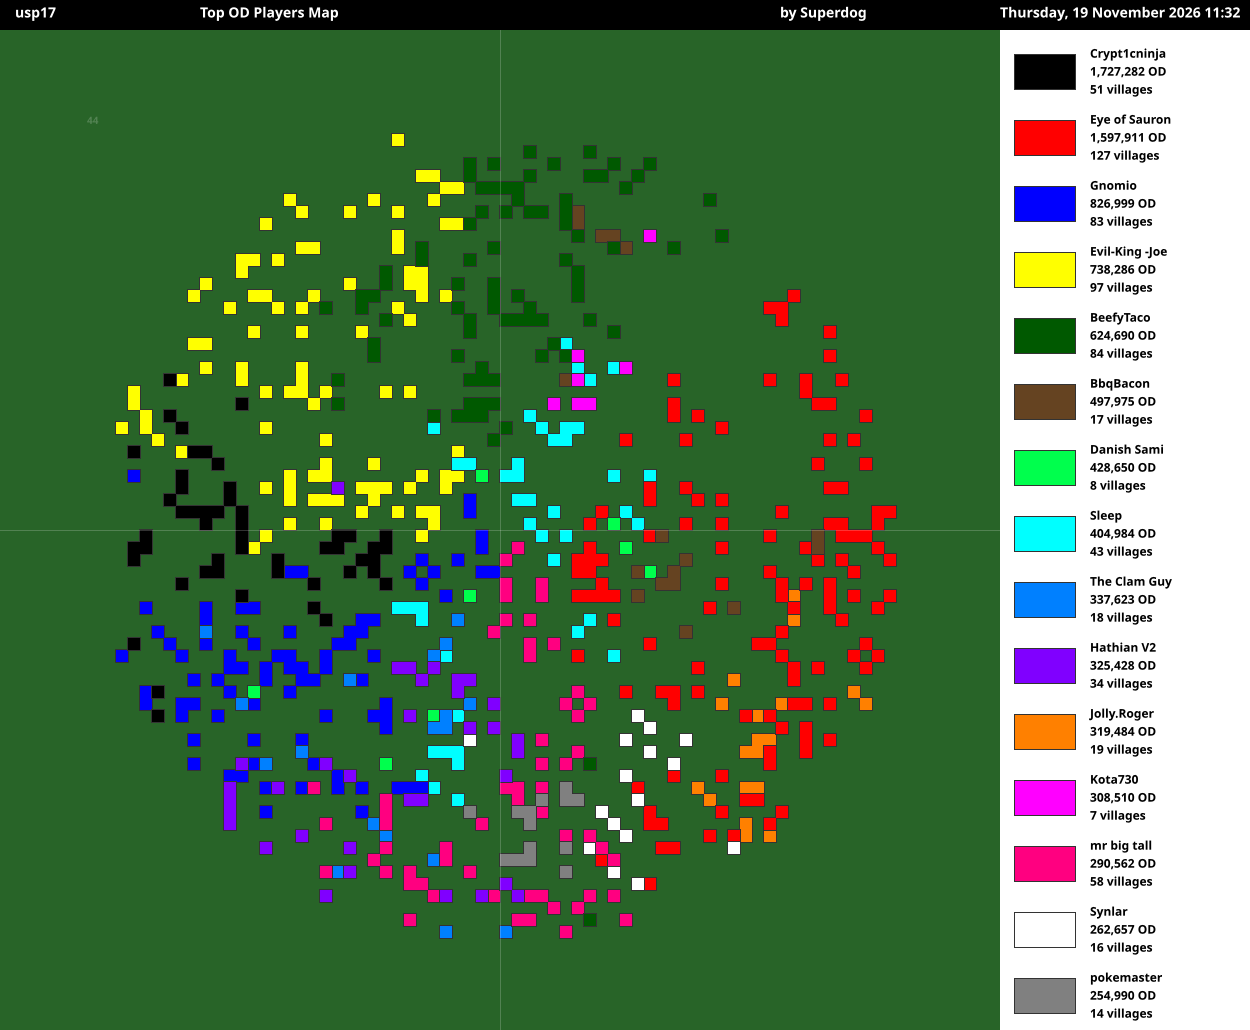 usp17 Top OD Players Map by Superdog Thursday, 19 November 2026 11:32
44
Crypt1cninja
1,727,282 OD
51 villages
Eye of Sauron
1,597,911 OD
127 villages
Gnomio
826,999 OD
83 villages
Evil-King -Joe
738,286 OD
97 villages
BeefyTaco
624,690 OD
84 villages
BbqBacon
497,975 OD
17 villages
Danish Sami
428,650 OD
8 villages
Sleep
404,984 OD
43 villages
The Clam Guy
337,623 OD
18 villages
Hathian V2
325,428 OD
34 villages
Jolly.Roger
319,484 OD
19 villages
Kota730
308,510 OD
7 villages
mr big tall
290,562 OD
58 villages
Synlar
262,657 OD
16 villages
pokemaster
254,990 OD
14 villages